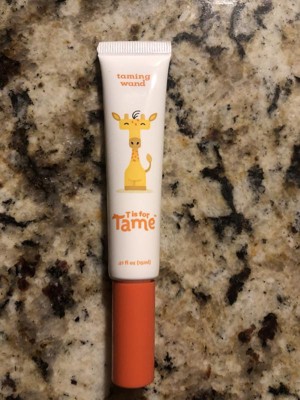 taming
wand
T is for
Tame